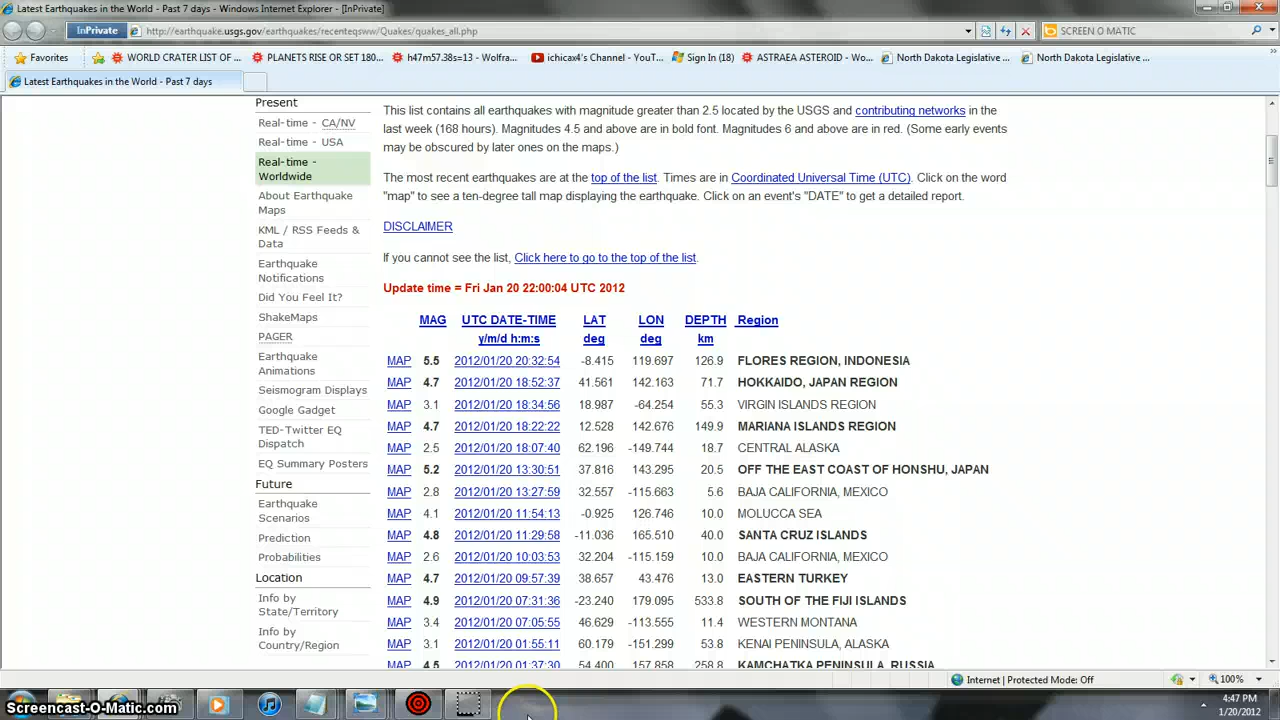 Latest Earthquakes in the World - Past 7 days - Windows Internet Explorer - [InPrivate]
InPrivate http://earthquake.usgs.gov/earthquakes/recenteqsww/Quakes/quakes_all.php SCREEN O MATIC
Favorites WORLD CRATER LIST OF ... PLANETS RISE OR SET 180... h47m57.38s=13 - Wolfra... ichicax4's Channel - YouT... Sign In (18) ASTRAEA ASTEROID - Wo... North Dakota Legislative ... North Dakota Legislative ...
Latest Earthquakes in the World - Past 7 days
Present
Real-time - CA/NV
Real-time - USA
Real-time -
Worldwide
About Earthquake
Maps
KML / RSS Feeds &
Data
Earthquake
Notifications
Did You Feel It?
ShakeMaps
PAGER
Earthquake
Animations
Seismogram Displays
Google Gadget
TED-Twitter EQ
Dispatch
EQ Summary Posters
Future
Earthquake
Scenarios
Prediction
Probabilities
Location
Info by
State/Territory
Info by
Country/Region
This list contains all earthquakes with magnitude greater than 2.5 located by the USGS and contributing networks in the
last week (168 hours). Magnitudes 4.5 and above are in bold font. Magnitudes 6 and above are in red. (Some early events
may be obscured by later ones on the maps.)
The most recent earthquakes are at the top of the list. Times are in Coordinated Universal Time (UTC). Click on the word
"map" to see a ten-degree tall map displaying the earthquake. Click on an event's "DATE" to get a detailed report.
DISCLAIMER
If you cannot see the list, Click here to go to the top of the list.
Update time = Fri Jan 20 22:00:04 UTC 2012
MAG UTC DATE-TIME LAT LON DEPTH Region
y/m/d h:m:s deg deg km
MAP 5.5 2012/01/20 20:32:54 -8.415 119.697 126.9 FLORES REGION, INDONESIA
MAP 4.7 2012/01/20 18:52:37 41.561 142.163 71.7 HOKKAIDO, JAPAN REGION
MAP 3.1 2012/01/20 18:34:56 18.987 -64.254 55.3 VIRGIN ISLANDS REGION
MAP 4.7 2012/01/20 18:22:22 12.528 142.676 149.9 MARIANA ISLANDS REGION
MAP 2.5 2012/01/20 18:07:40 62.196 -149.744 18.7 CENTRAL ALASKA
MAP 5.2 2012/01/20 13:30:51 37.816 143.295 20.5 OFF THE EAST COAST OF HONSHU, JAPAN
MAP 2.8 2012/01/20 13:27:59 32.557 -115.663 5.6 BAJA CALIFORNIA, MEXICO
MAP 4.1 2012/01/20 11:54:13 -0.925 126.746 10.0 MOLUCCA SEA
MAP 4.8 2012/01/20 11:29:58 -11.036 165.510 40.0 SANTA CRUZ ISLANDS
MAP 2.6 2012/01/20 10:03:53 32.204 -115.159 10.0 BAJA CALIFORNIA, MEXICO
MAP 4.7 2012/01/20 09:57:39 38.657 43.476 13.0 EASTERN TURKEY
MAP 4.9 2012/01/20 07:31:36 -23.240 179.095 533.8 SOUTH OF THE FIJI ISLANDS
MAP 3.4 2012/01/20 07:05:55 46.629 -113.555 11.4 WESTERN MONTANA
MAP 3.1 2012/01/20 01:55:11 60.179 -151.299 53.8 KENAI PENINSULA, ALASKA
MAP 4.5 2012/01/20 01:37:30 54.400 157.858 258.8 KAMCHATKA PENINSULA, RUSSIA
Internet | Protected Mode: Off 100%
Screencast-O-Matic.com
4:47 PM
1/20/2012